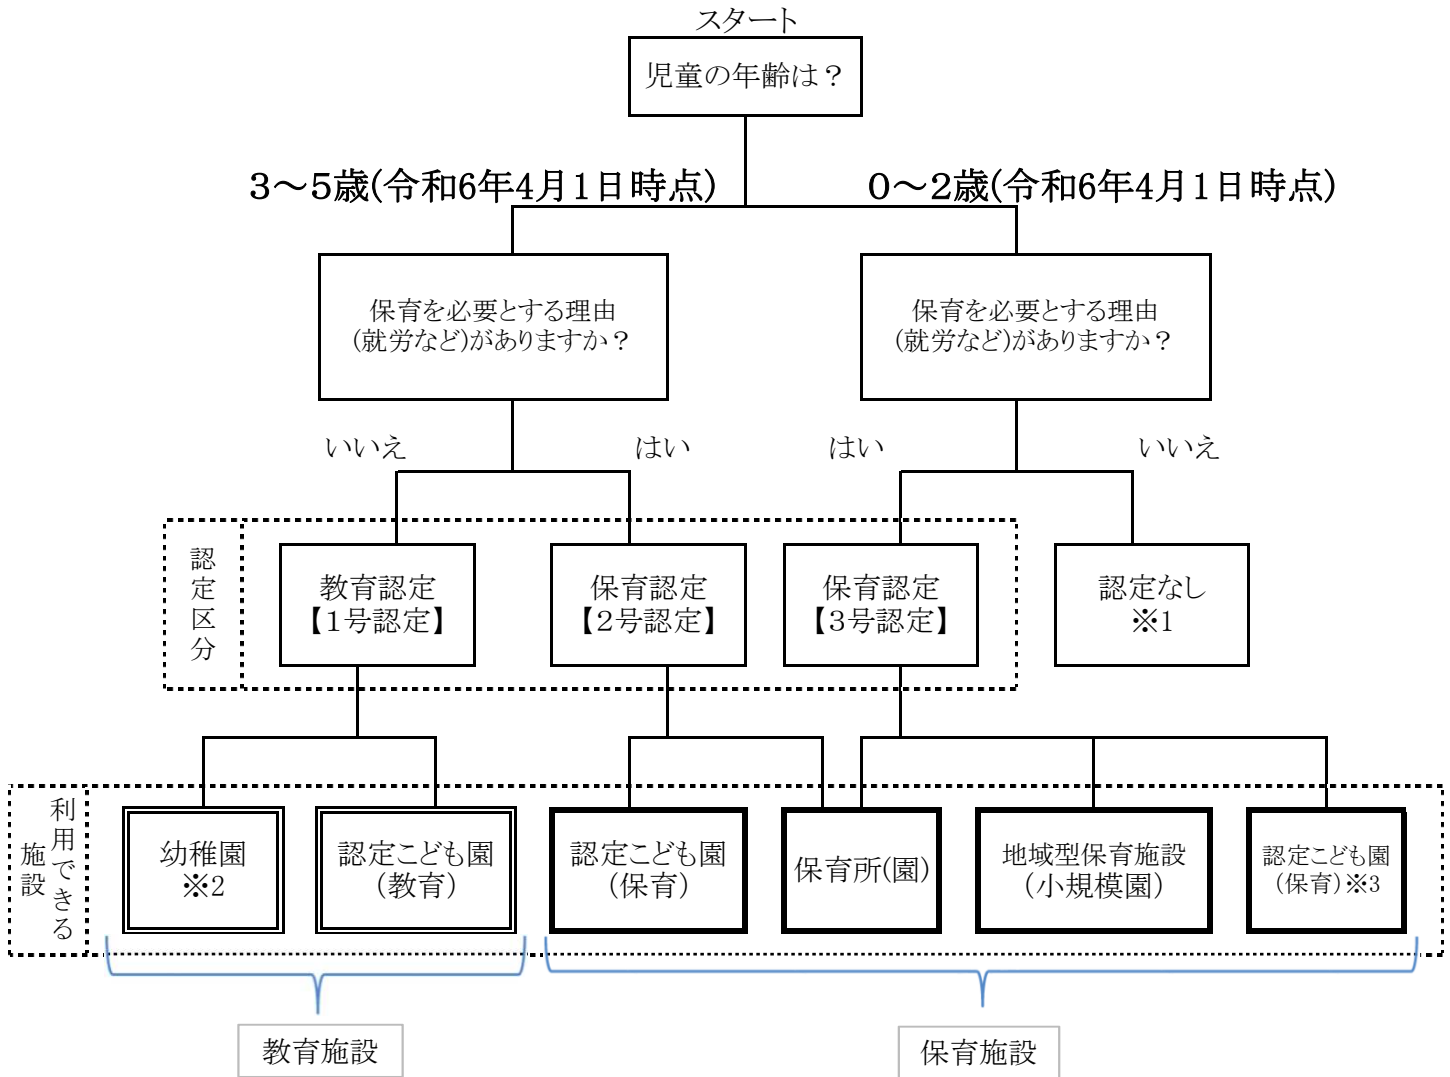 スタート
児童の年齢は？
3～5歳(令和6年4月1日時点)
0～2歳(令和6年4月1日時点)
保育を必要とする理由
(就労など)がありますか？
保育を必要とする理由
(就労など)がありますか？
いいえ
はい
はい
いいえ
認定区分
教育認定
【1号認定】
保育認定
【2号認定】
保育認定
【3号認定】
認定なし
※1
利用できる
施設
幼稚園
※2
認定こども園
(教育)
認定こども園
(保育)
保育所(園)
地域型保育施設
(小規模園)
認定こども園
(保育)※3
教育施設
保育施設